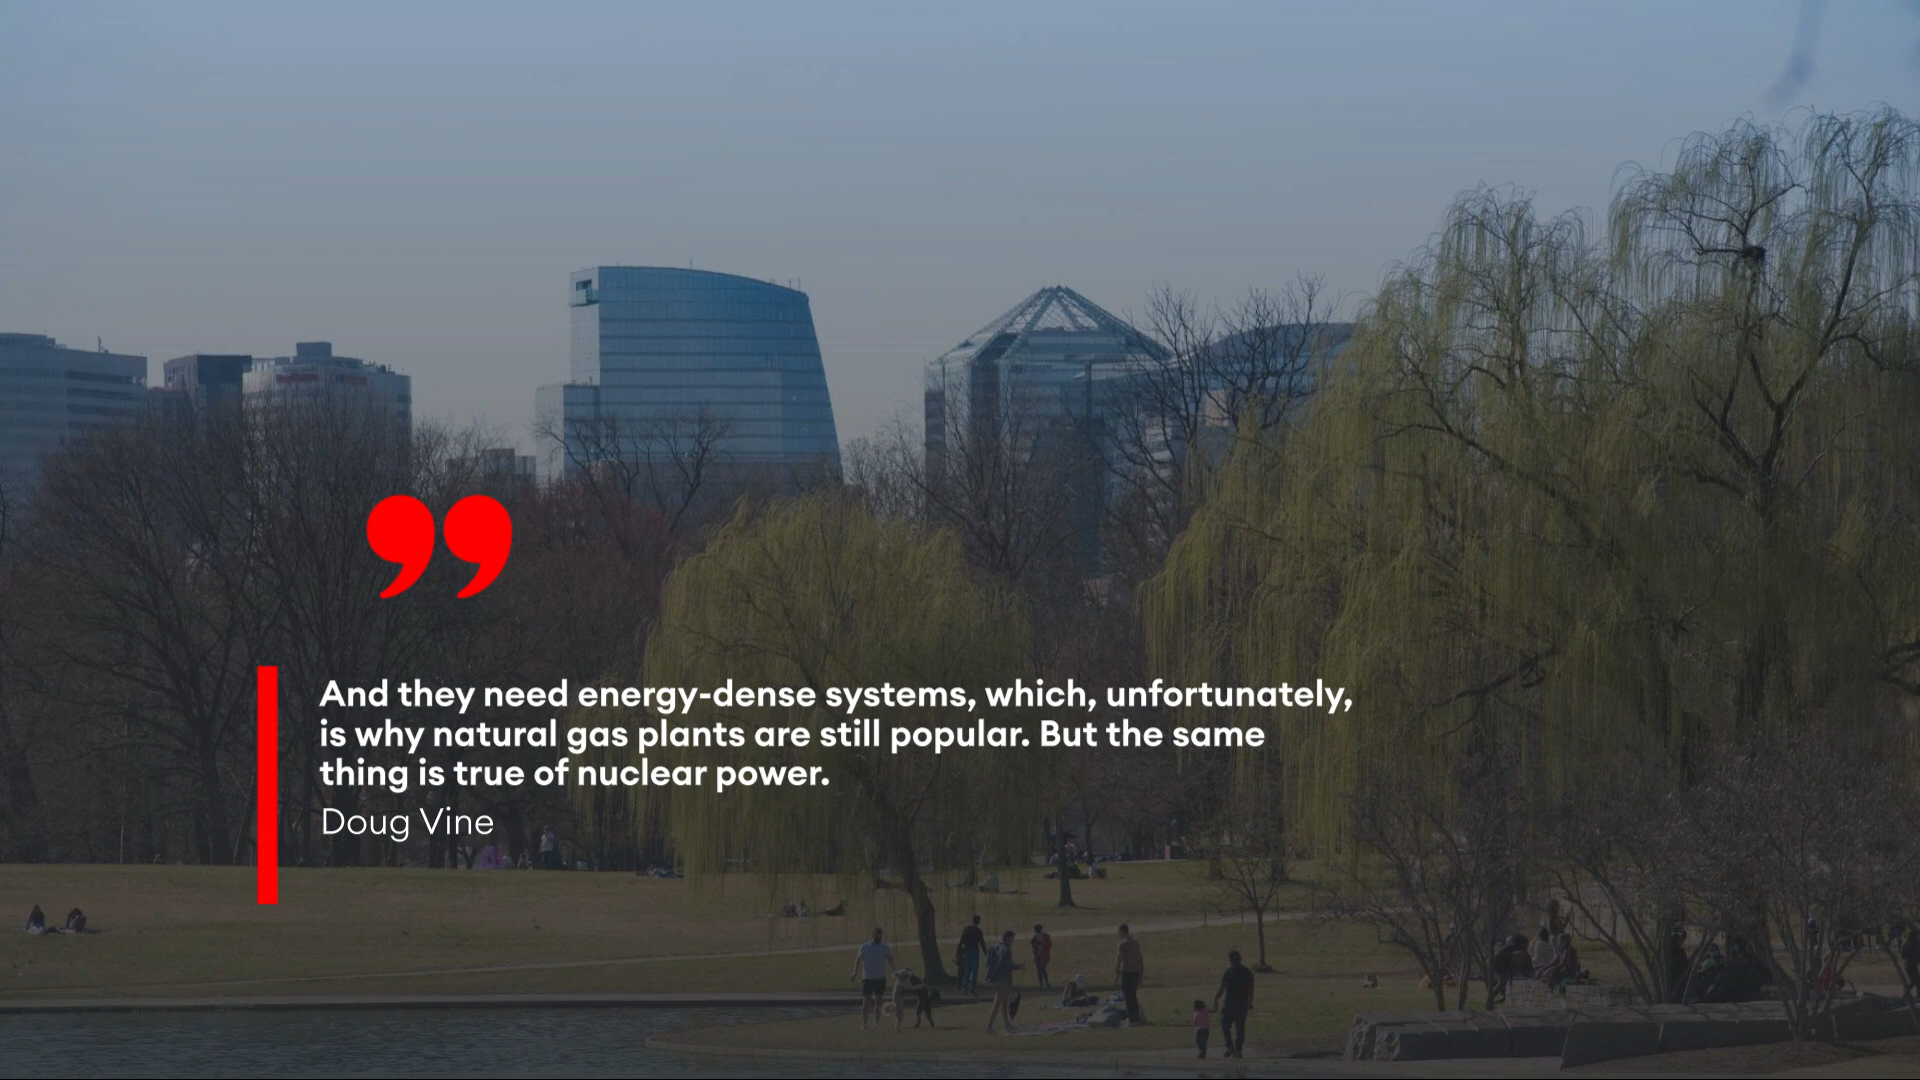 And they need energy-dense systems, which, unfortunately,
is why natural gas plants are still popular. But the same
thing is true of nuclear power.
Doug Vine